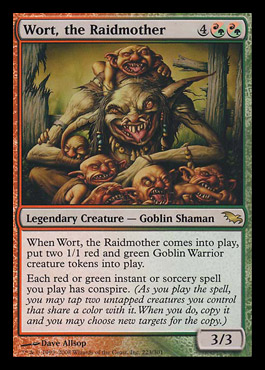 Wort, the Raidmother 4
Legendary Creature — Goblin Shaman
When Wort, the Raidmother comes into play,
put two 1/1 red and green Goblin Warrior
creature tokens into play.
Each red or green instant or sorcery spell
you play has conspire. (As you play the spell,
you may tap two untapped creatures you control
that share a color with it. When you do, copy it
and you may choose new targets for the copy.)
Dave Allsop
3/3